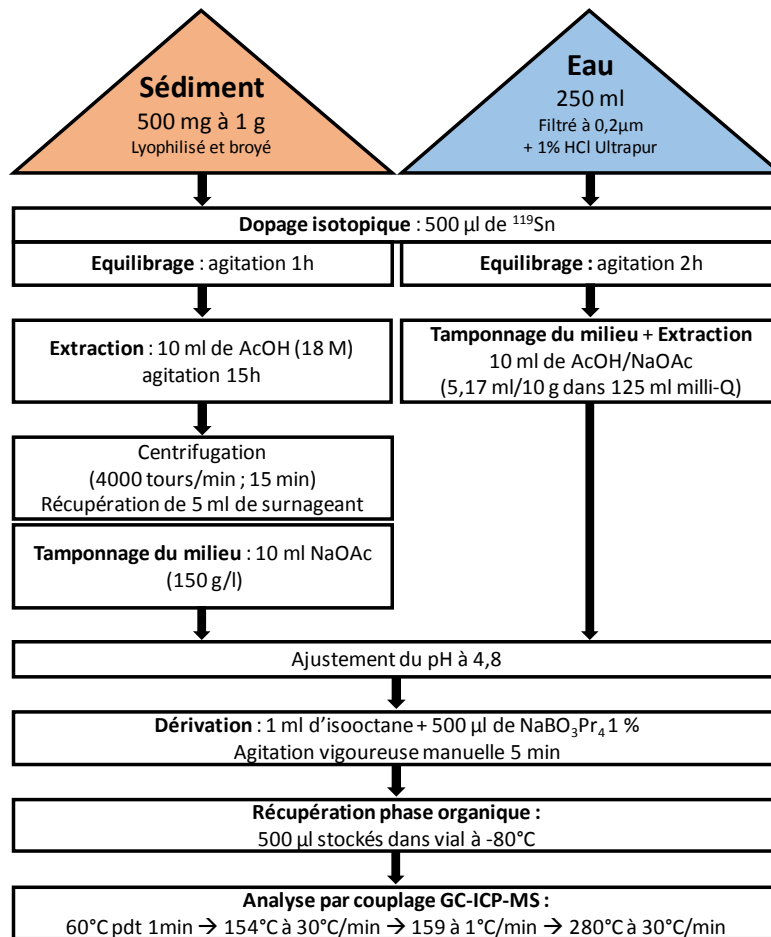 Sédiment
500 mg à 1 g
Lyophilisé et broyé
Eau
250 ml
Filtré à 0,2µm
+ 1% HCl Ultrapur
Dopage isotopique : 500 µl de ¹¹⁹Sn
Equilibrage : agitation 1h
Equilibrage : agitation 2h
Extraction : 10 ml de AcOH (18 M)
agitation 15h
Tamponnage du milieu + Extraction
10 ml de AcOH/NaOAc
(5,17 ml/10 g dans 125 ml milli-Q)
Centrifugation
(4000 tours/min ; 15 min)
Récupération de 5 ml de surnageant
Tamponnage du milieu : 10 ml NaOAc
(150 g/l)
Ajustement du pH à 4,8
Dérivation : 1 ml d’isooctane + 500 µl de NaBO₃Pr₄ 1 %
Agitation vigoureuse manuelle 5 min
Récupération phase organique :
500 µl stockés dans vial à -80°C
Analyse par couplage GC-ICP-MS :
60°C pdt 1min → 154°C à 30°C/min → 159 à 1°C/min → 280°C à 30°C/min